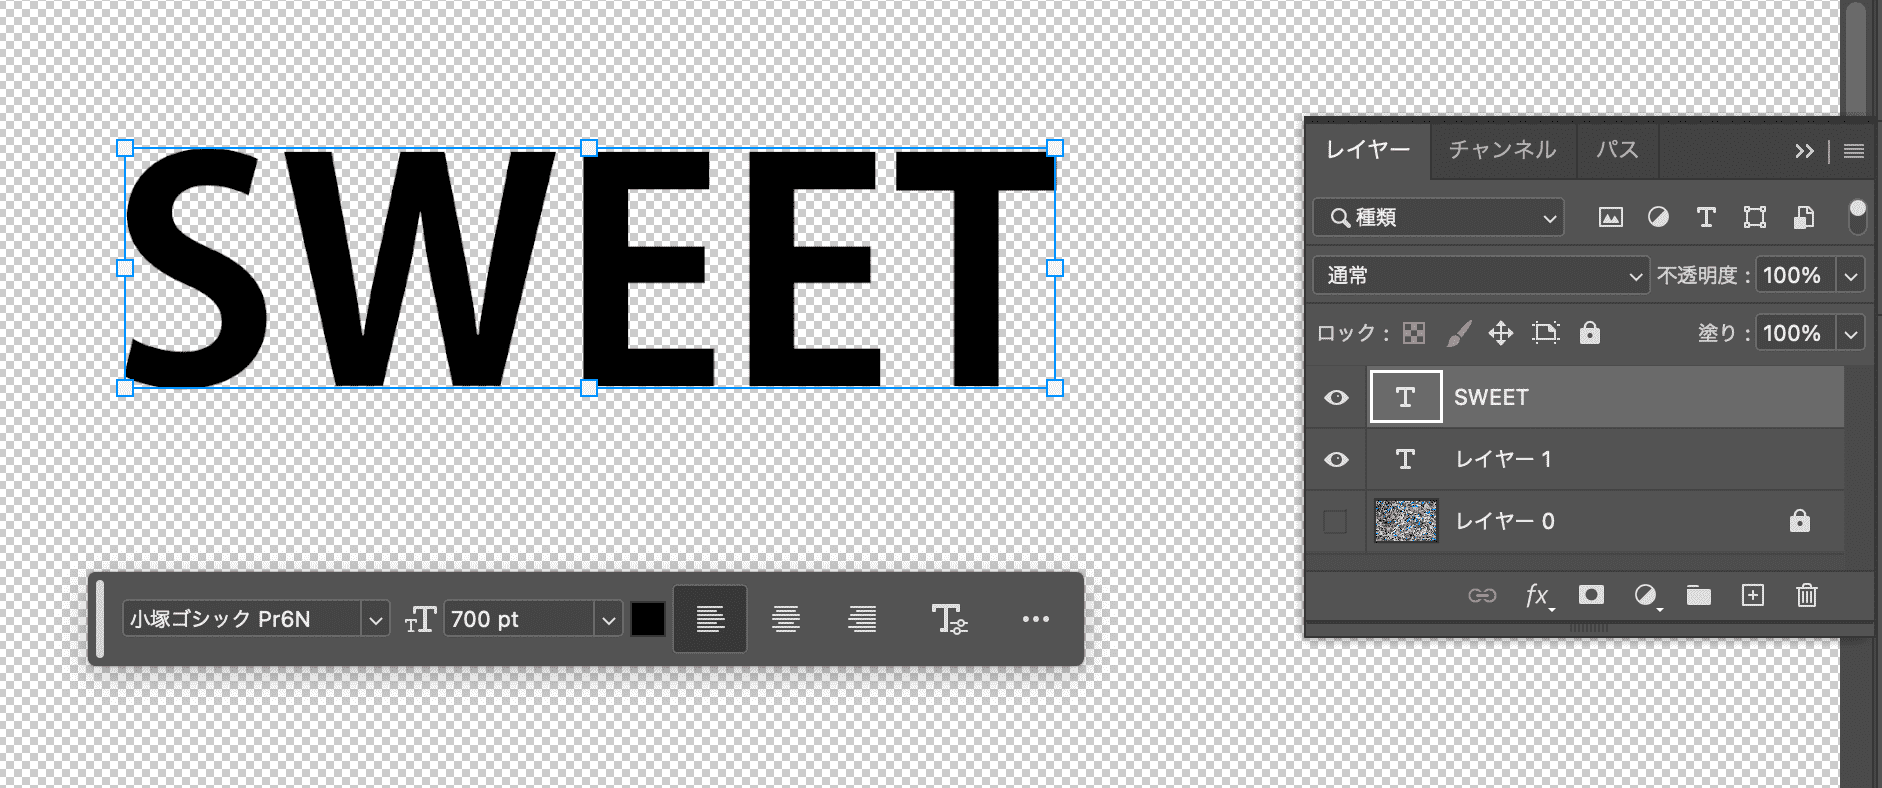 SWEET
レイヤー チャンネル パス
種類
通常 不透明度 : 100%
ロック : 塗り : 100%
SWEET
レイヤー 1
レイヤー 0
fx
小塚ゴシック Pr6N 700 pt